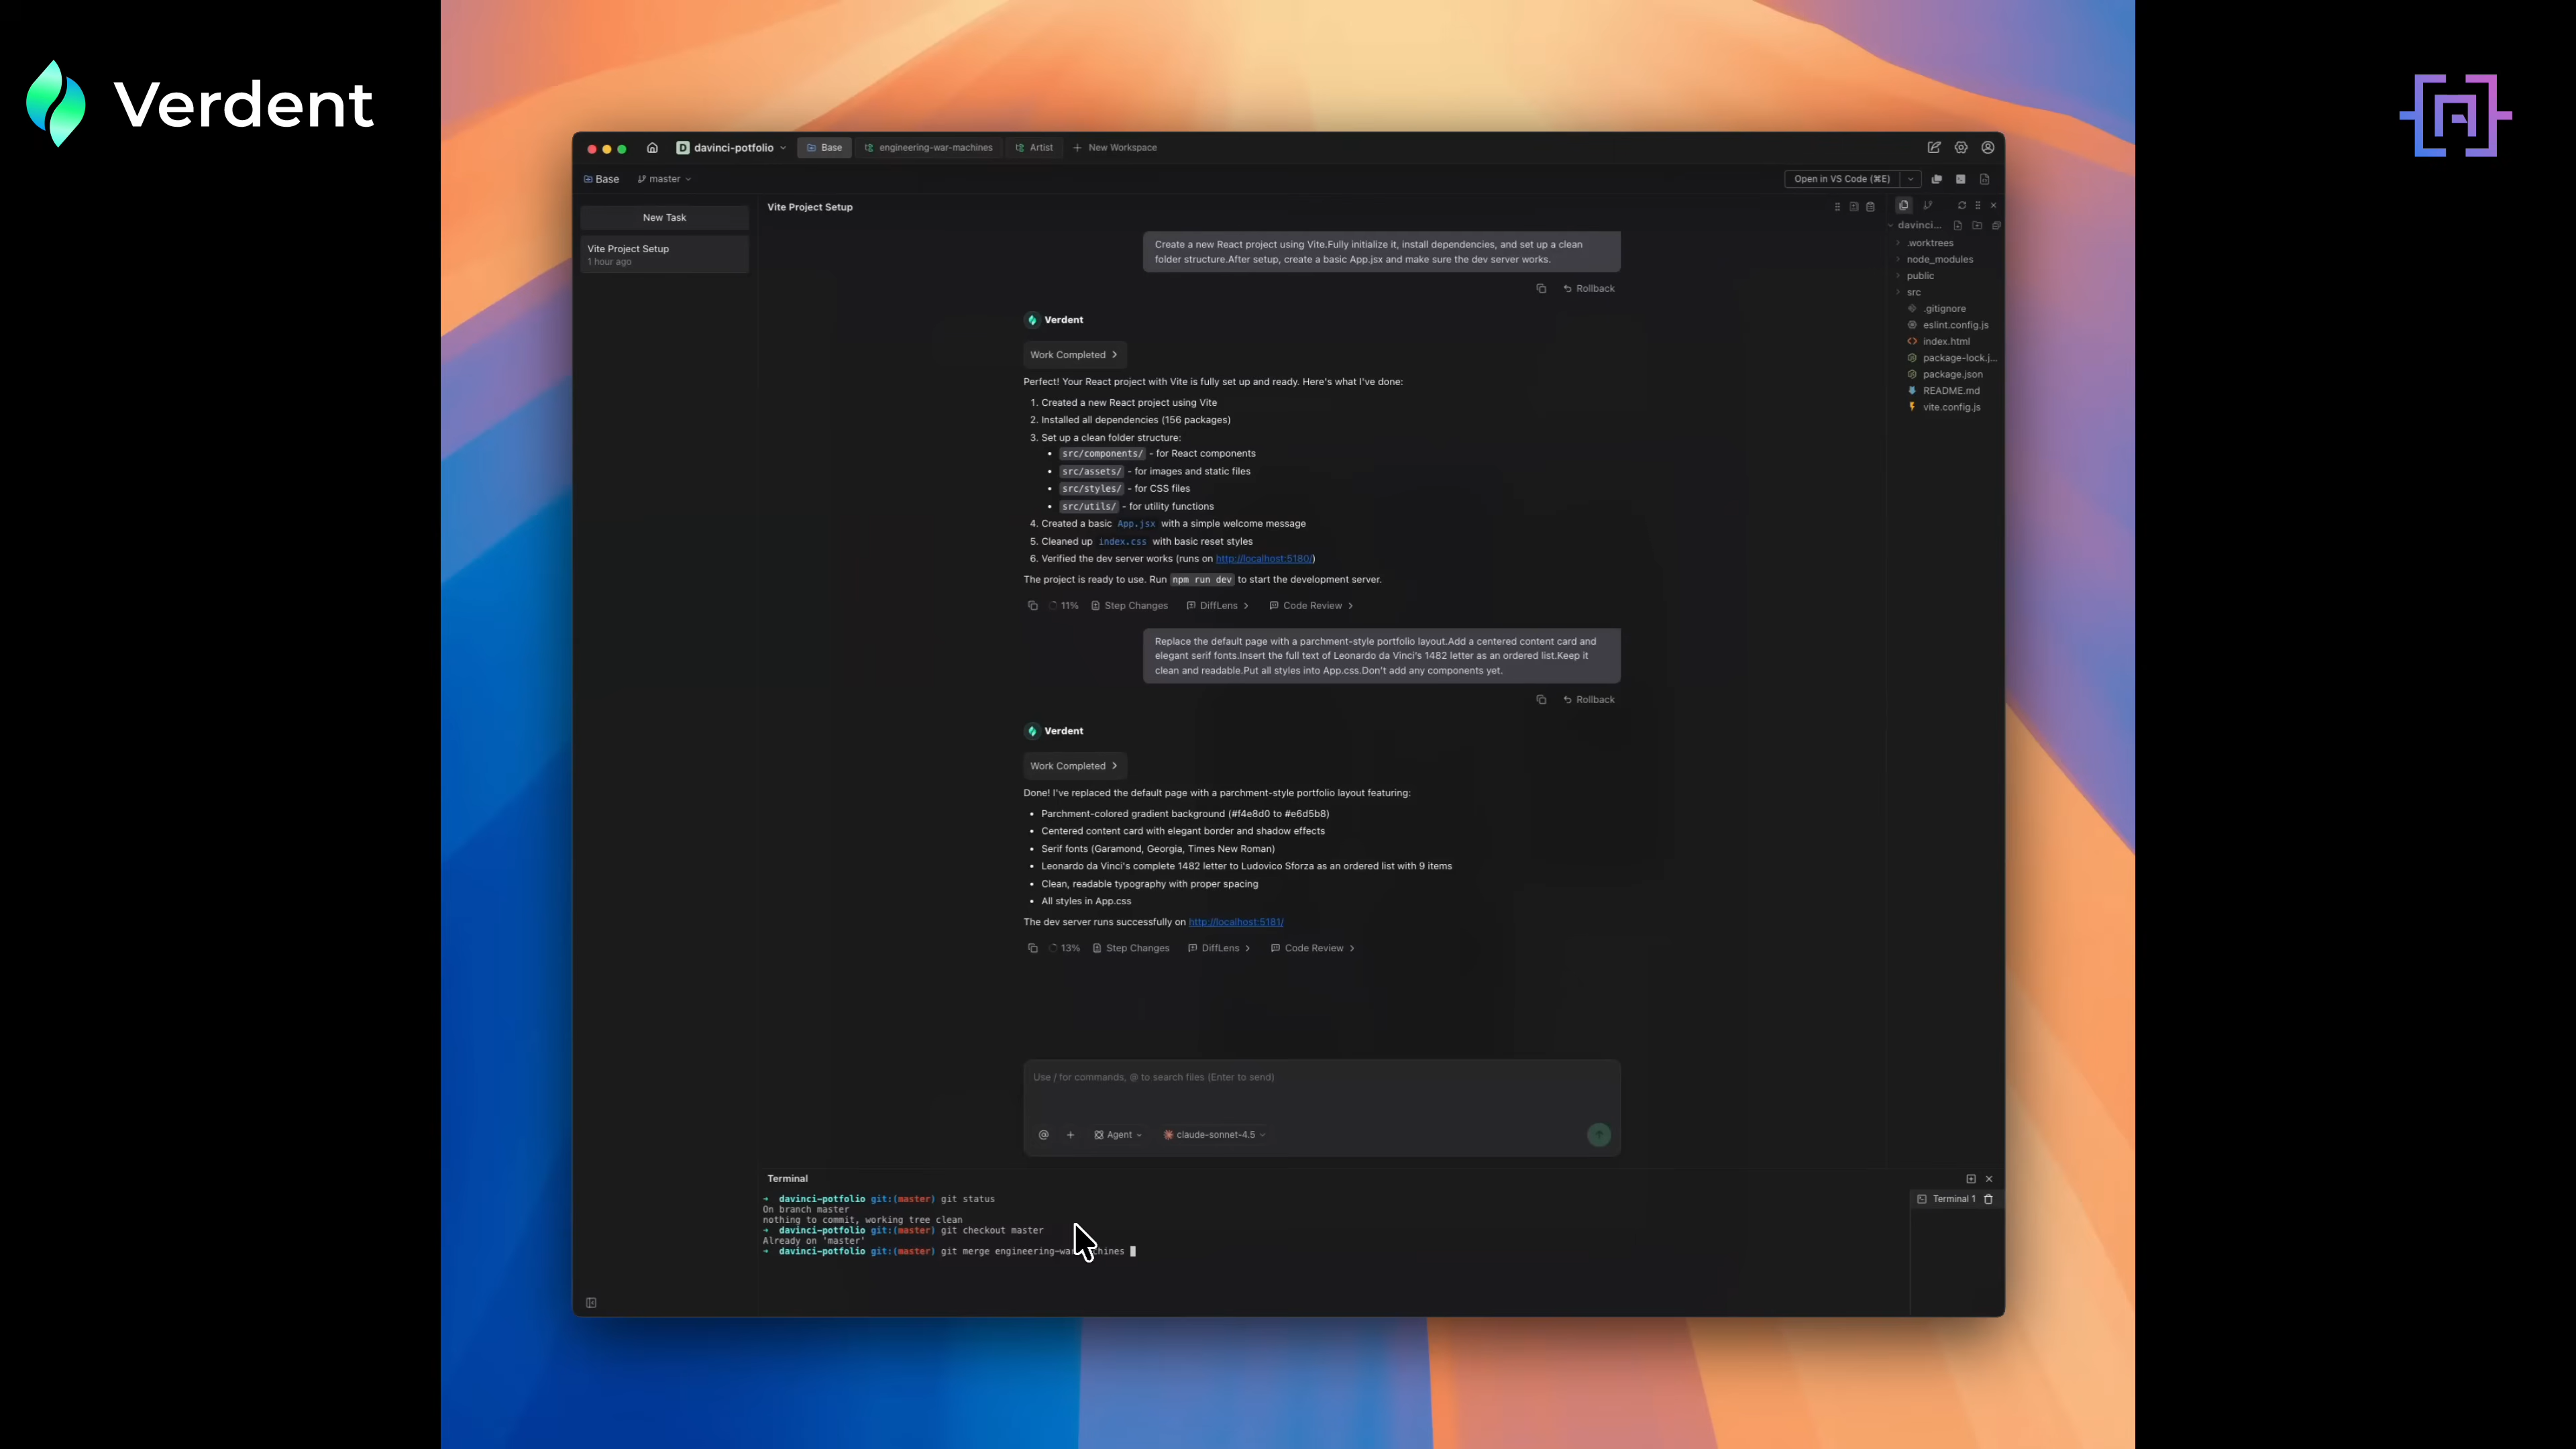 Verdent
davinci-potfolio
Base
engineering-war-machines
Artist
New Workspace
Base
master
Open in VS Code (⌘E)
New Task
Vite Project Setup
1 hour ago
Vite Project Setup
Create a new React project using Vite.Fully initialize it, install dependencies, and set up a clean
folder structure.After setup, create a basic App.jsx and make sure the dev server works.
Rollback
Verdent
Work Completed
Perfect! Your React project with Vite is fully set up and ready. Here's what I've done:
1. Created a new React project using Vite
2. Installed all dependencies (156 packages)
3. Set up a clean folder structure:
• src/components/ - for React components
• src/assets/ - for images and static files
• src/styles/ - for CSS files
• src/utils/ - for utility functions
4. Created a basic App.jsx with a simple welcome message
5. Cleaned up index.css with basic reset styles
6. Verified the dev server works (runs on http://localhost:5180/)
The project is ready to use. Run npm run dev to start the development server.
11% Step Changes DiffLens Code Review
Replace the default page with a parchment-style portfolio layout.Add a centered content card and
elegant serif fonts.Insert the full text of Leonardo da Vinci's 1482 letter as an ordered list.Keep it
clean and readable.Put all styles into App.css.Don't add any components yet.
Rollback
Verdent
Work Completed
Done! I've replaced the default page with a parchment-style portfolio layout featuring:
• Parchment-colored gradient background (#f4e8d0 to #e6d5b8)
• Centered content card with elegant border and shadow effects
• Serif fonts (Garamond, Georgia, Times New Roman)
• Leonardo da Vinci's complete 1482 letter to Ludovico Sforza as an ordered list with 9 items
• Clean, readable typography with proper spacing
• All styles in App.css
The dev server runs successfully on http://localhost:5181/
13% Step Changes DiffLens Code Review
Use / for commands, @ to search files (Enter to send)
Agent
claude-sonnet-4.5
davinci...
.worktrees
node_modules
public
src
.gitignore
eslint.config.js
index.html
package-lock.j...
package.json
README.md
vite.config.js
Terminal
davinci-potfolio git:(master) git status
On branch master
nothing to commit, working tree clean
davinci-potfolio git:(master) git checkout master
Already on 'master'
davinci-potfolio git:(master) git merge engineering-wa chines
Terminal 1